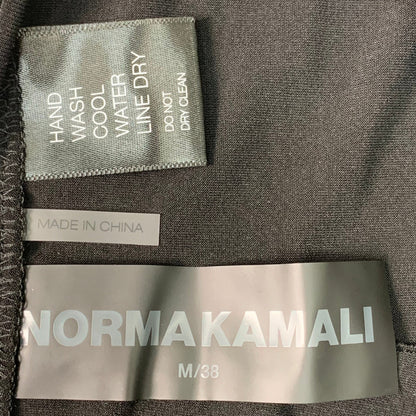 HAND
WASH
COOL
WATER
LINE DRY
DO NOT
DRY CLEAN
MADE IN CHINA
NORMA KAMALI
M/38